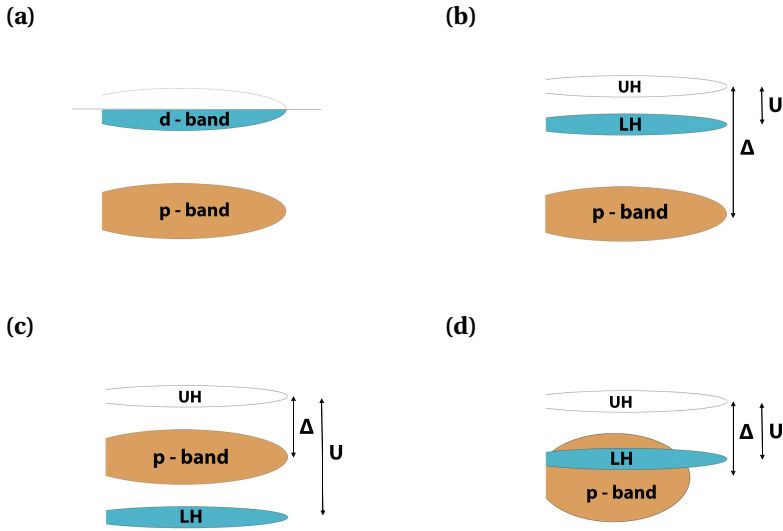 (a)
d - band
p - band
(b)
UH
LH
U
Δ
p - band
(c)
UH
Δ
p - band
U
LH
(d)
UH
Δ
U
LH
p - band